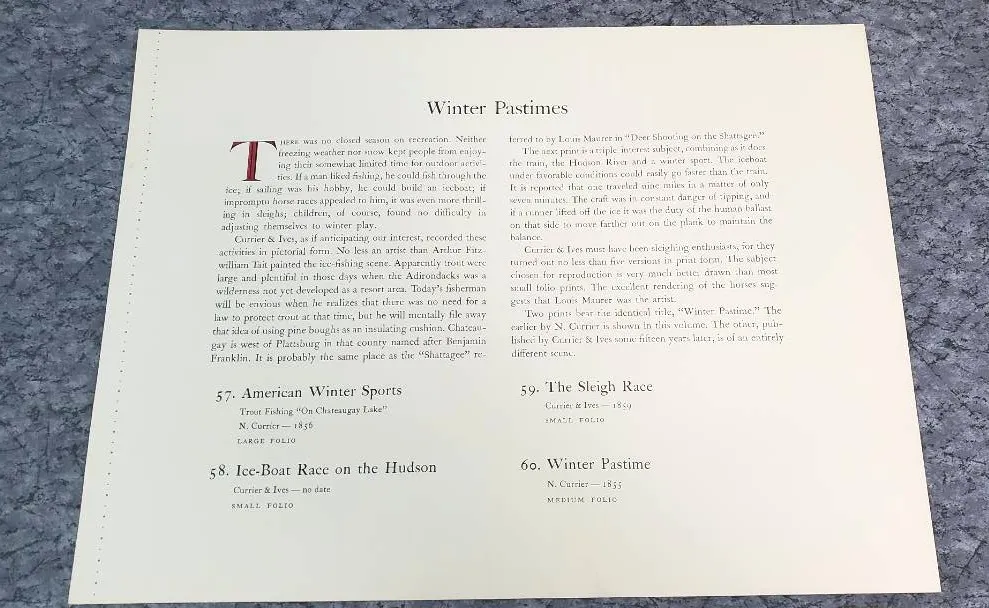 Winter Pastimes
THERE was no closed season on recreation. Neither
freezing weather nor snow kept people from enjoy-
ing their somewhat limited time for outdoor activi-
ties. If a man liked fishing, he could fish through the
ice; if sailing was his hobby, he could build an iceboat; if
impromptu horse races appealed to him, it was even more thrill-
ing in sleighs; children, of course, found no difficulty in
adjusting themselves to winter play.
Currier & Ives, as if anticipating our interest, recorded these
activities in pictorial form. No less an artist than Arthur Fitz-
william Tait painted the ice-fishing scene. Apparently trout were
large and plentiful in those days when the Adirondacks was a
wilderness not yet developed as a resort area. Today's fisherman
will be envious when he realizes that there was no need for a
law to protect trout at that time, but he will mentally file away
that idea of using pine boughs as an insulating cushion. Chateau-
gay is west of Plattsburg in that county named after Benjamin
Franklin. It is probably the same place as the "Shattagee" re-
ferred to by Louis Maurer in "Deer Shooting on the Shattagee."
The next print is a triple interest subject, combining as it does
the train, the Hudson River and a winter sport. The iceboat
under favorable conditions could easily go faster than the train.
It is reported that one traveled nine miles in a matter of only
seven minutes. The craft was in constant danger of tipping, and
if a runner lifted off the ice it was the duty of the human ballast
on that side to move farther out on the plank to maintain the
balance.
Currier & Ives must have been sleighing enthusiasts, for they
turned out no less than five versions in print form. The subject
chosen for reproduction is very much better drawn than most
small folio prints. The excellent rendering of the horses sug-
gests that Louis Maurer was the artist.
Two prints bear the identical title, "Winter Pastime." The
earlier by N. Currier is shown in this volume. The other, pub-
lished by Currier & Ives some fifteen years later, is of an entirely
different scene.
57. American Winter Sports
Trout Fishing "On Chateaugay Lake"
N. Currier — 1856
LARGE FOLIO
58. Ice-Boat Race on the Hudson
Currier & Ives — no date
SMALL FOLIO
59. The Sleigh Race
Currier & Ives — 1859
SMALL FOLIO
60. Winter Pastime
N. Currier — 1855
MEDIUM FOLIO